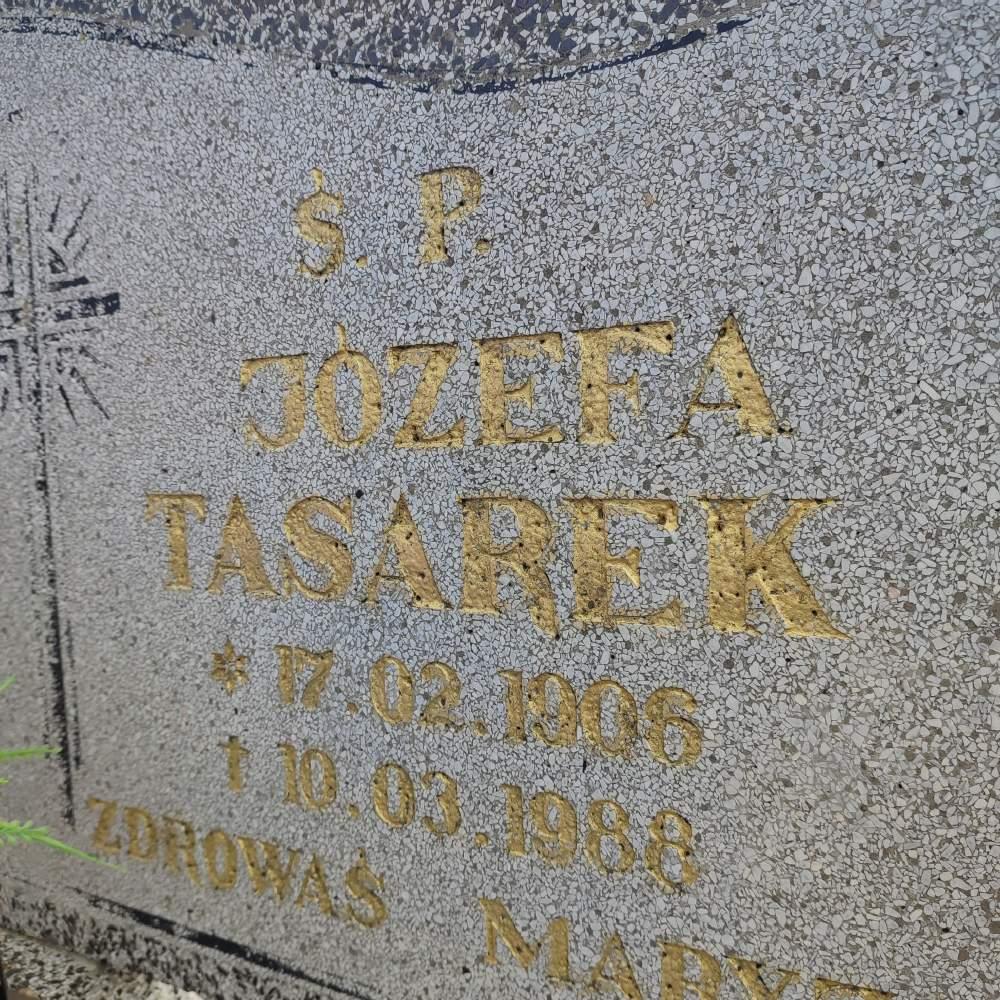 Ś. P.
JÓZEFA
TASAREK
* 17.02.1906
† 10.03.1988
ZDROWAŚ